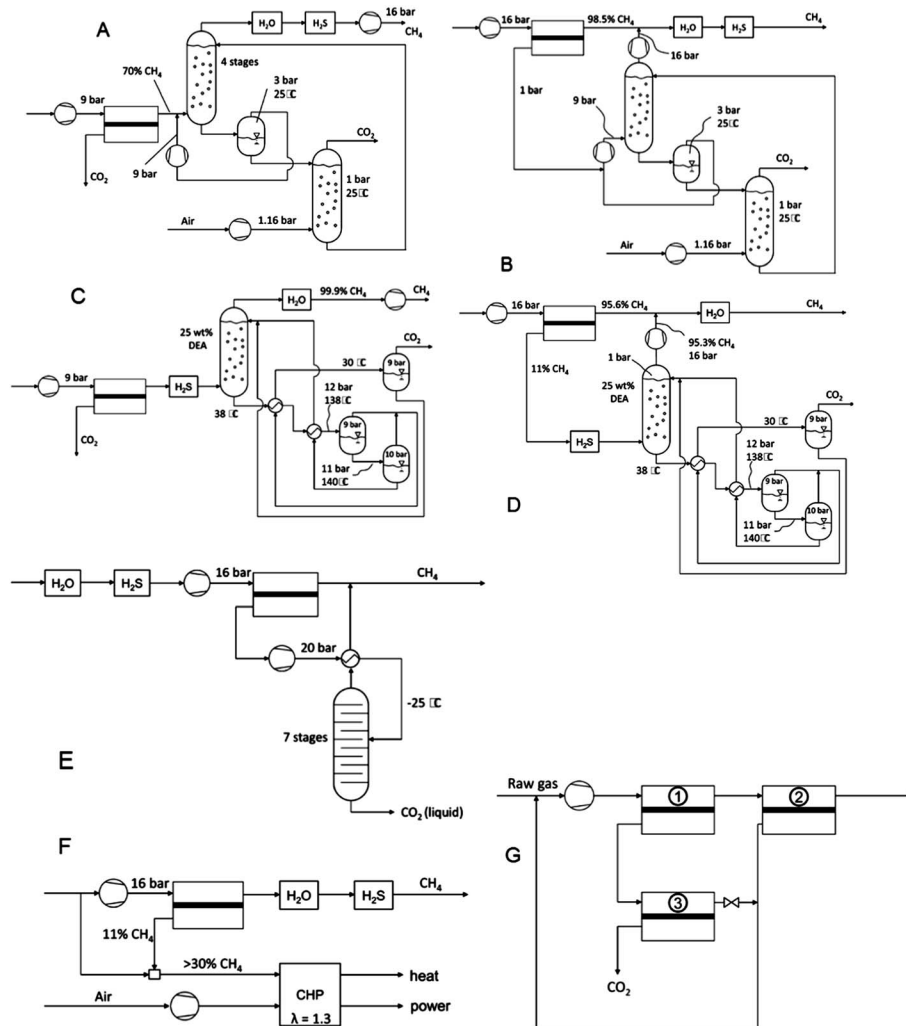 A
H₂O
H₂S
16 bar
CH₄
4 stages
70% CH₄
9 bar
3 bar
25 °C
CO₂
9 bar
CO₂
1 bar
25 °C
Air
1.16 bar
B
16 bar
98.5% CH₄
H₂O
H₂S
CH₄
16 bar
1 bar
9 bar
3 bar
25 °C
CO₂
1 bar
25 °C
Air
1.16 bar
C
H₂O
99.9% CH₄
CH₄
25 wt%
DEA
CO₂
9 bar
30 °C
9 bar
H₂S
12 bar
138 °C
CO₂
38 °C
9 bar
10 bar
11 bar
140 °C
D
16 bar
95.6% CH₄
H₂O
CH₄
95.3% CH₄
16 bar
11% CH₄
1 bar
25 wt%
DEA
CO₂
30 °C
9 bar
12 bar
138 °C
H₂S
38 °C
9 bar
10 bar
11 bar
140 °C
H₂O
H₂S
16 bar
CH₄
20 bar
-25 °C
7 stages
E
CO₂ (liquid)
F
16 bar
H₂O
H₂S
CH₄
11% CH₄
>30% CH₄
heat
Air
CHP
power
λ = 1.3
Raw gas
1
2
G
3
CO₂